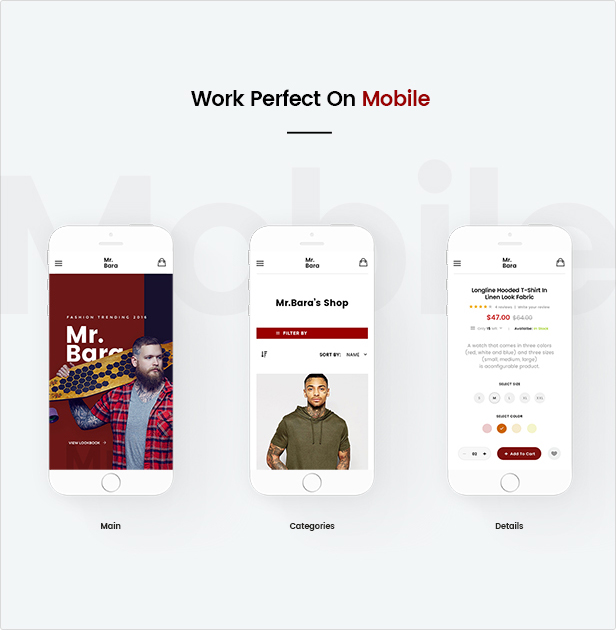 Work Perfect On Mobile
Mobile
Mr.
Bara
FASHION TRENDING 2016
Mr.
Bara
VIEW LOOKBOOK
Main
Mr.
Bara
Mr.Bara's Shop
FILTER BY
SORT BY: NAME
Categories
Mr.
Bara
Longline Hooded T-Shirt In
Linen Look Fabric
4 reviews | write your review
$47.00 $64.00
Only 15 left Available: In Stock
A watch that comes in three colors
(red, white and blue) and three sizes
(small, medium, large)
is aconfigurable product.
SELECT SIZE
S M L XL XXL
SELECT COLOR
- 02 + + Add To Cart
Details